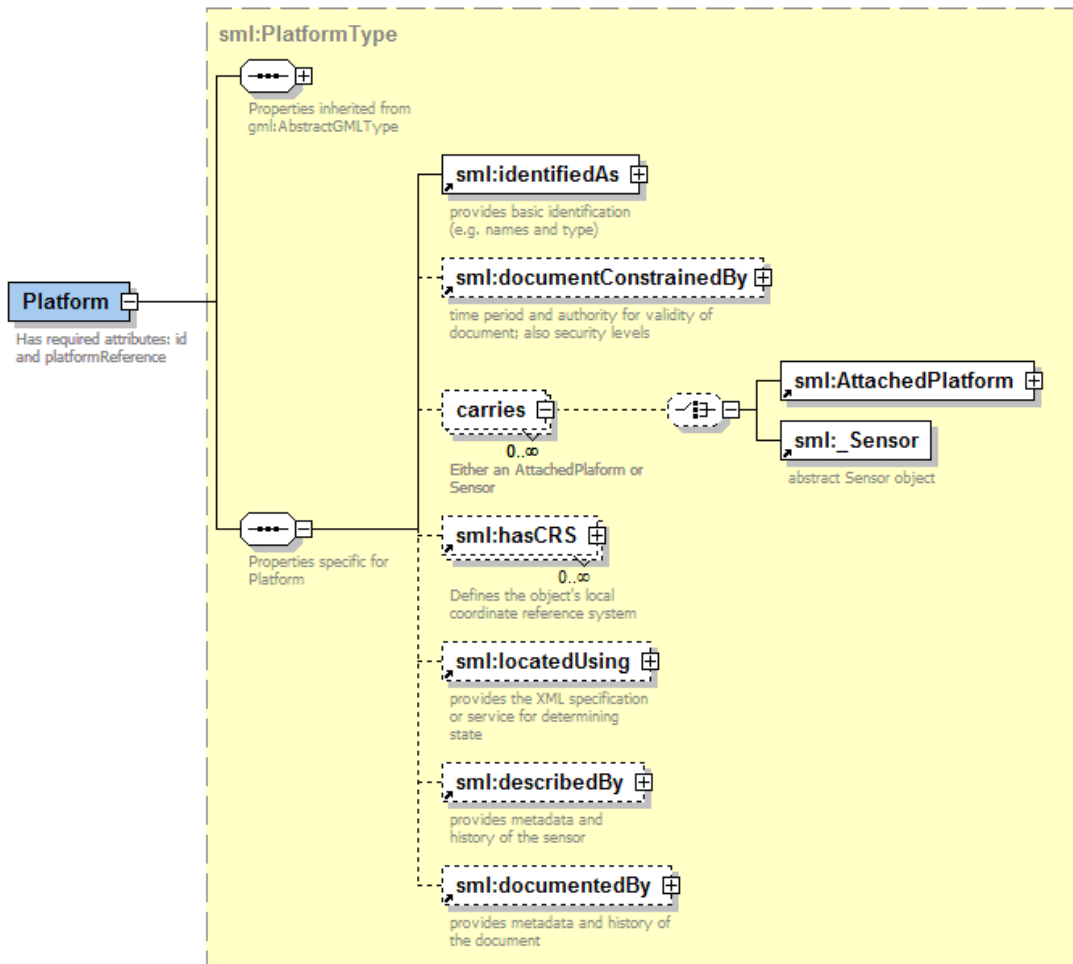 sml:PlatformType
Properties inherited from
gml:AbstractGMLType
sml:identifiedAs
provides basic identification
(e.g. names and type)
sml:documentConstrainedBy
time period and authority for validity of
document; also security levels
Platform
Has required attributes: id
and platformReference
carries
0..∞
Either an AttachedPlaform or
Sensor
sml:AttachedPlatform
sml:_Sensor
abstract Sensor object
Properties specific for
Platform
sml:hasCRS
0..∞
Defines the object's local
coordinate reference system
sml:locatedUsing
provides the XML specification
or service for determining
state
sml:describedBy
provides metadata and
history of the sensor
sml:documentedBy
provides metadata and history of
the document